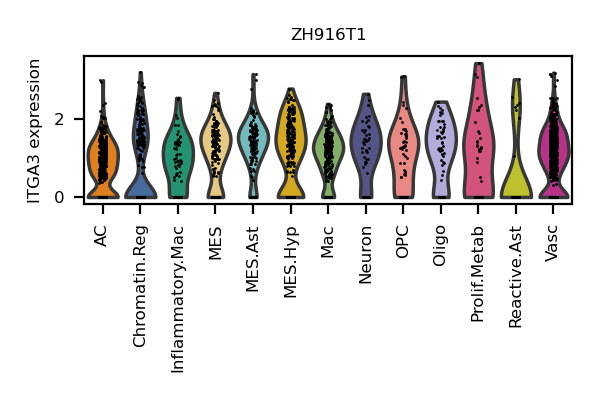 ZH916T1
ITGA3 expression
2
0
AC
Chromatin.Reg
Inflammatory.Mac
MES
MES.Ast
MES.Hyp
Mac
Neuron
OPC
Oligo
Prolif.Metab
Reactive.Ast
Vasc